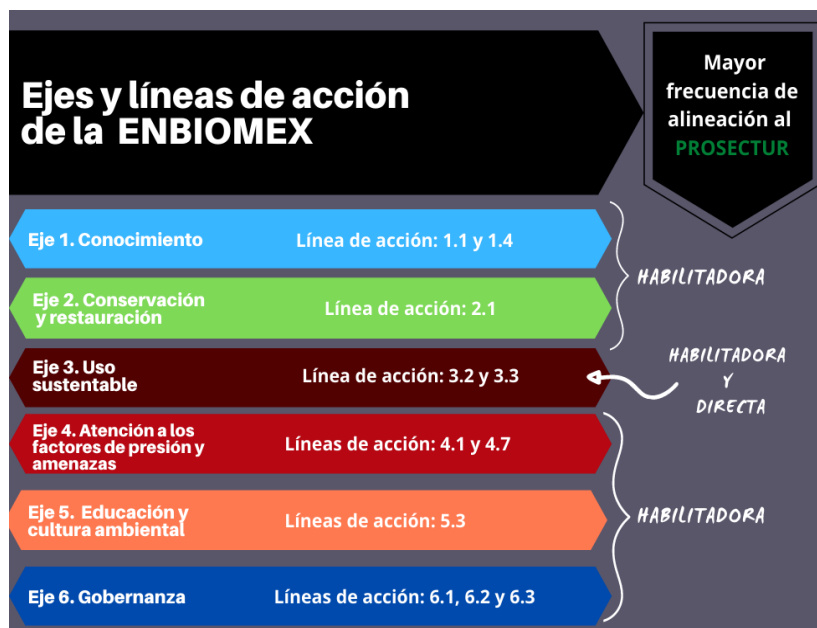 Ejes y líneas de acción
de la ENBIOMEX
Mayor
frecuencia de
alineación al
PROSECTUR
Eje 1. Conocimiento
Línea de acción: 1.1 y 1.4
Eje 2. Conservación
y restauración
Línea de acción: 2.1
HABILITADORA
Eje 3. Uso
sustentable
Línea de acción: 3.2 y 3.3
HABILITADORA
Y
DIRECTA
Eje 4. Atención a los
factores de presión y
amenazas
Líneas de acción: 4.1 y 4.7
Eje 5. Educación y
cultura ambiental
Líneas de acción: 5.3
HABILITADORA
Eje 6. Gobernanza
Líneas de acción: 6.1, 6.2 y 6.3